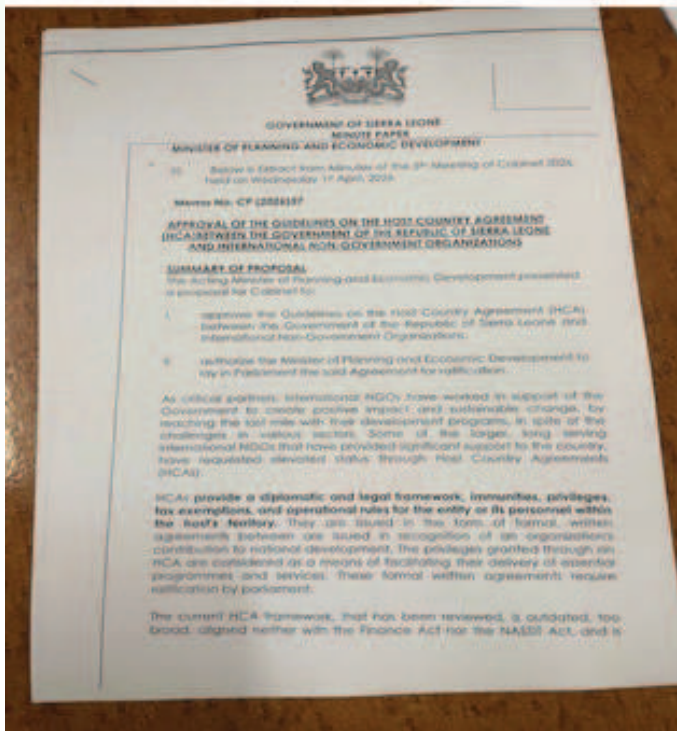 GOVERNMENT OF SIERRA LEONE
MINUTE PAPER
MINISTER OF PLANNING AND ECONOMIC DEVELOPMENT
Below is Extract from Minutes of the Meeting of Cabinet 2026,
held on Wednesday 1st April, 2026.
Memo No: CP (2026)
APPROVAL OF THE GUIDELINES ON THE HOST COUNTRY AGREEMENT
(HCA) BETWEEN THE GOVERNMENT OF THE REPUBLIC OF SIERRA LEONE
AND INTERNATIONAL NON-GOVERNMENT ORGANIZATIONS
SUMMARY OF PROPOSAL
The Acting Minister of Planning and Economic Development presented
a proposal for Cabinet to:
i. approve the Guidelines on the Host Country Agreement (HCA)
between the Government of the Republic of Sierra Leone and
International Non-Government Organizations;
ii. authorize the Minister of Planning and Economic Development to
lay in Parliament the said Agreement for ratification.
As critical partners, International NGOs have worked in support of the
Government to create positive impact and sustainable change, by
reaching the last mile with their development programs, in spite of the
challenges in various sectors. Some of the larger, long serving
international NGOs that have provided significant support to the country,
have requested elevated status through Host Country Agreements
(HCAs).
HCAs provide a diplomatic and legal framework, immunities, privileges,
tax exemptions, and operational rules for the entity or its personnel within
the host's territory. They are issued in the form of formal, written
agreements between are issued in recognition of an organization's
contribution to national development. The privileges granted through an
HCA are considered as a means of facilitating their delivery of essential
programmes and services. These formal written agreements require
ratification by parliament.
The current HCA framework, that has been reviewed, is outdated, too
broad, aligned neither with the Finance Act nor the NASSIT Act, and is